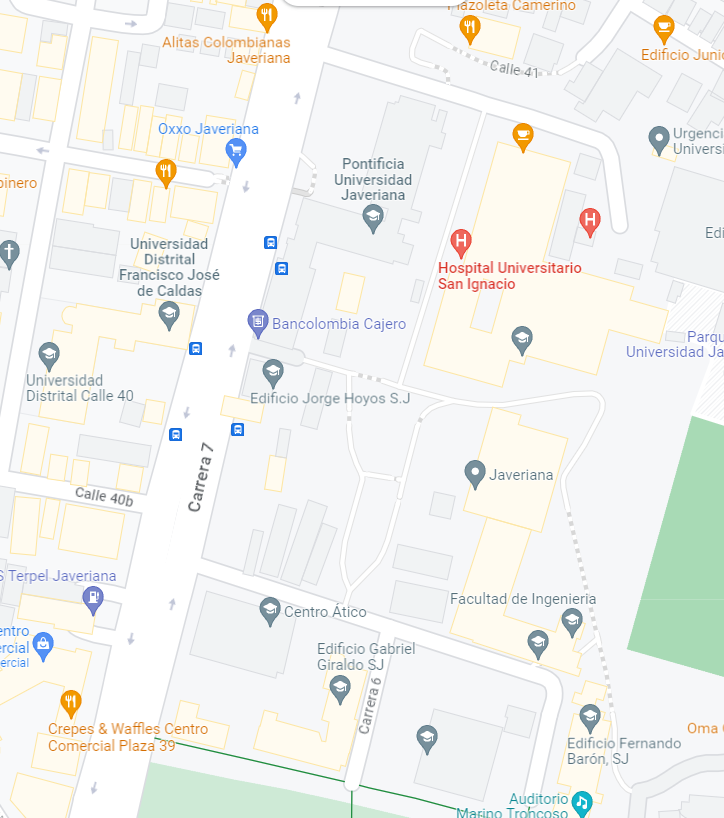 Plazoleta Camerino
Alitas Colombianas
Javeriana
Edificio Junio
Calle 41
Oxxo Javeriana
Urgenci
Universi
Pontificia
Universidad
Javeriana
pinero
Universidad
Distrital
Francisco José
de Caldas
Edi
Hospital Universitario
San Ignacio
Bancolombia Cajero
Parqu
Universidad Ja
Universidad
Distrital Calle 40
Edificio Jorge Hoyos S.J
Carrera 7
Javeriana
Calle 40b
S Terpel Javeriana
Facultad de Ingenieria
Centro Ático
entro
ercial
ercial
Edificio Gabriel
Giraldo SJ
Carrera 6
Crepes & Waffles Centro
Comercial Plaza 39
Oma
Edificio Fernando
Barón, SJ
Auditorio
Marino Troncoso